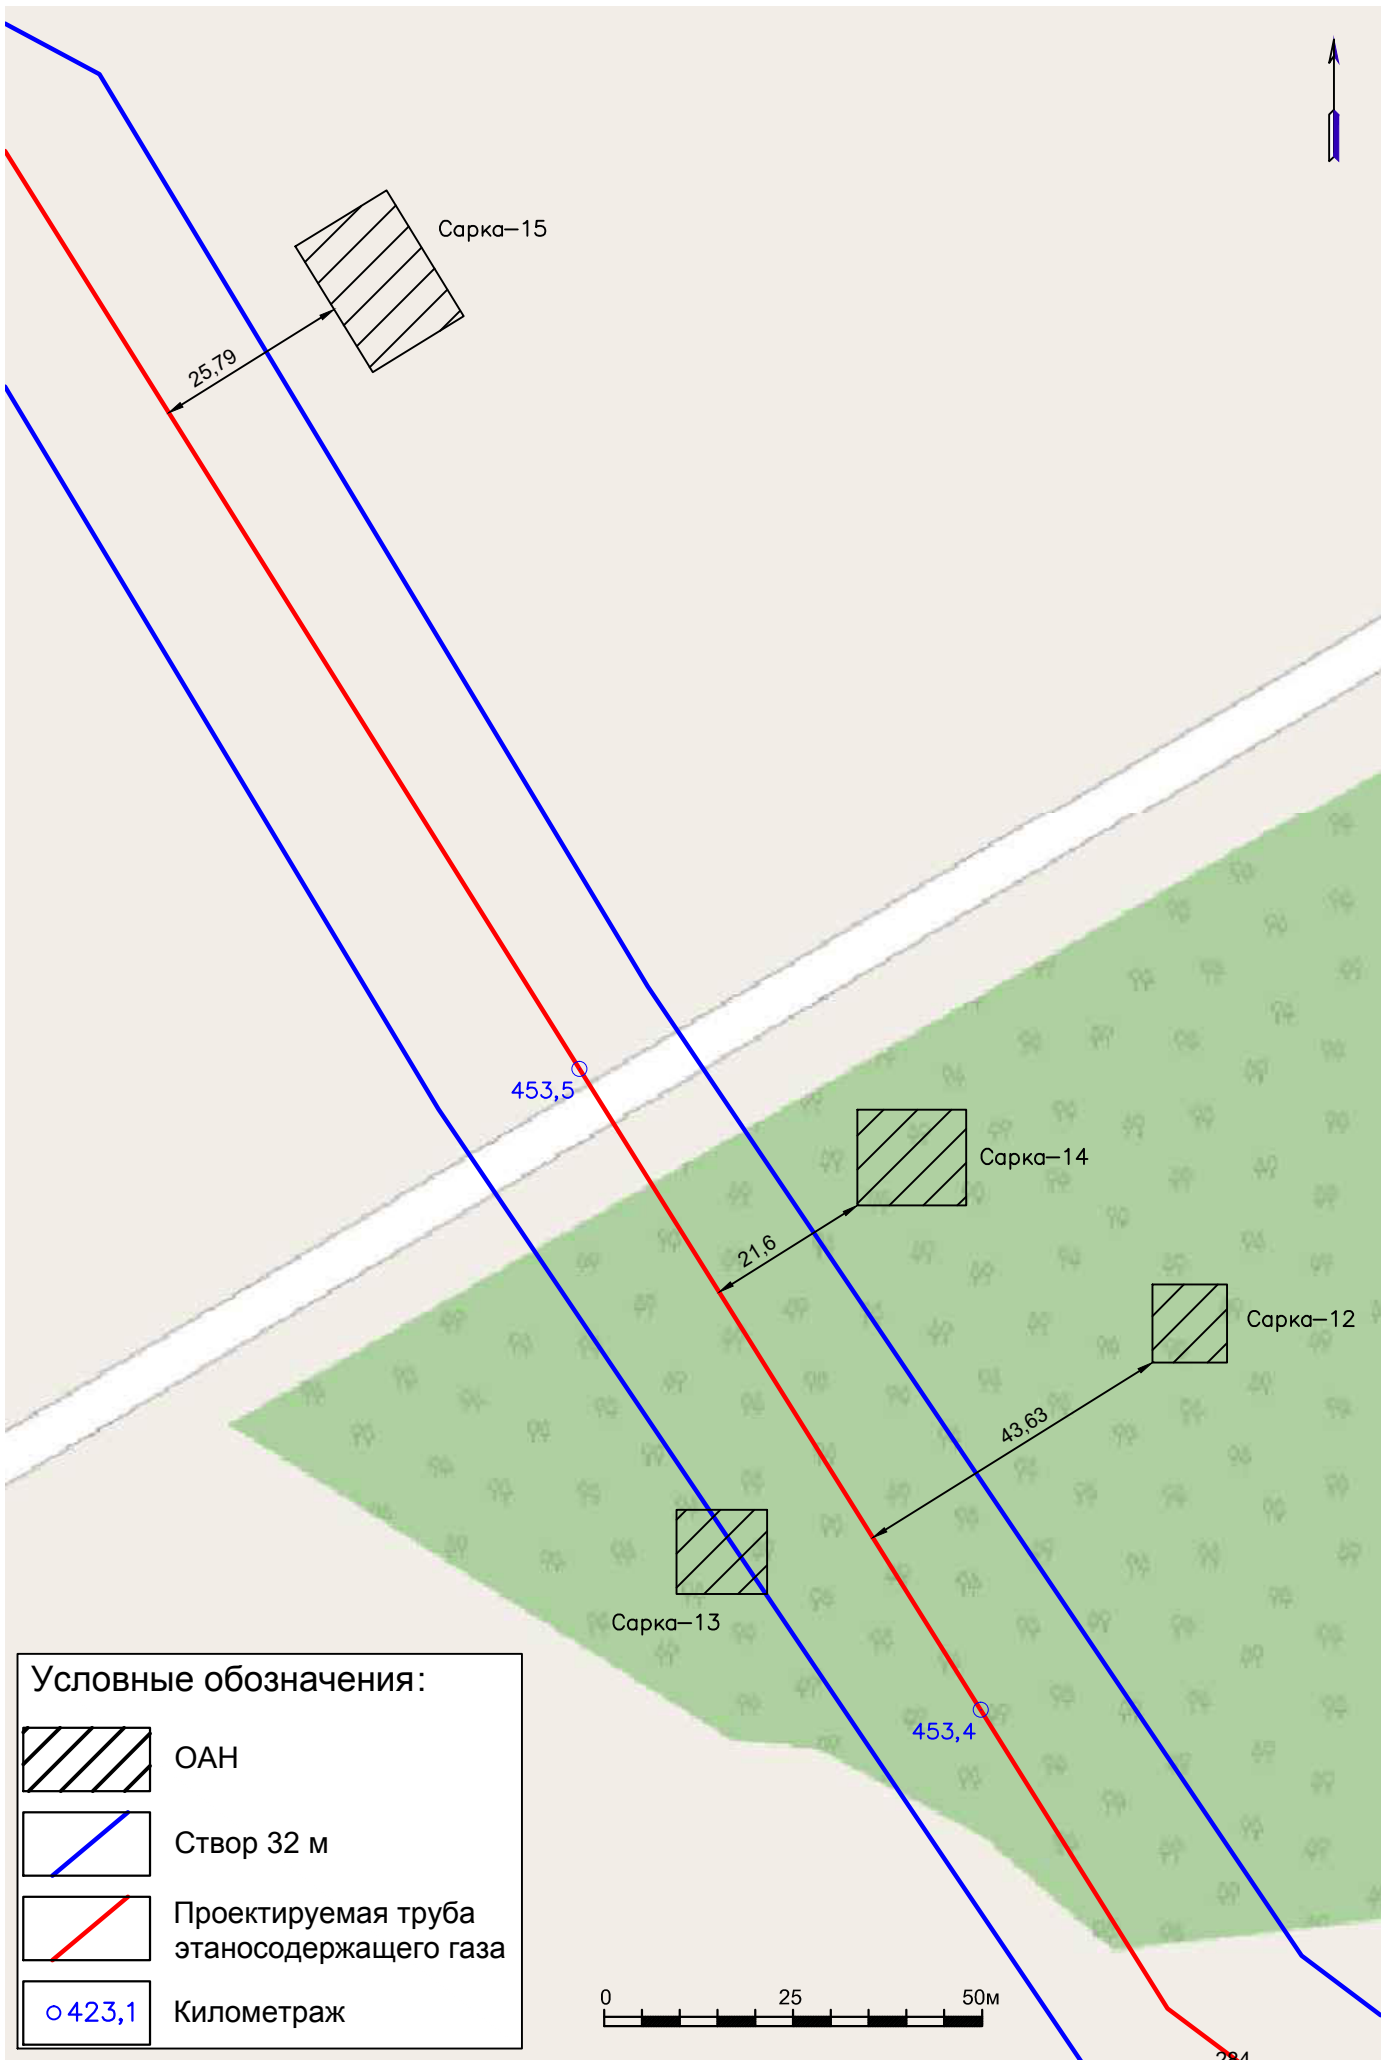 Сарка-15
25,79
453,5
Сарка-14
21,6
Сарка-12
43,63
Сарка-13
453,4
Условные обозначения:
ОАН
Створ 32 м
Проектируемая труба
этаносодержащего газа
423,1 Километраж
0 25 50м